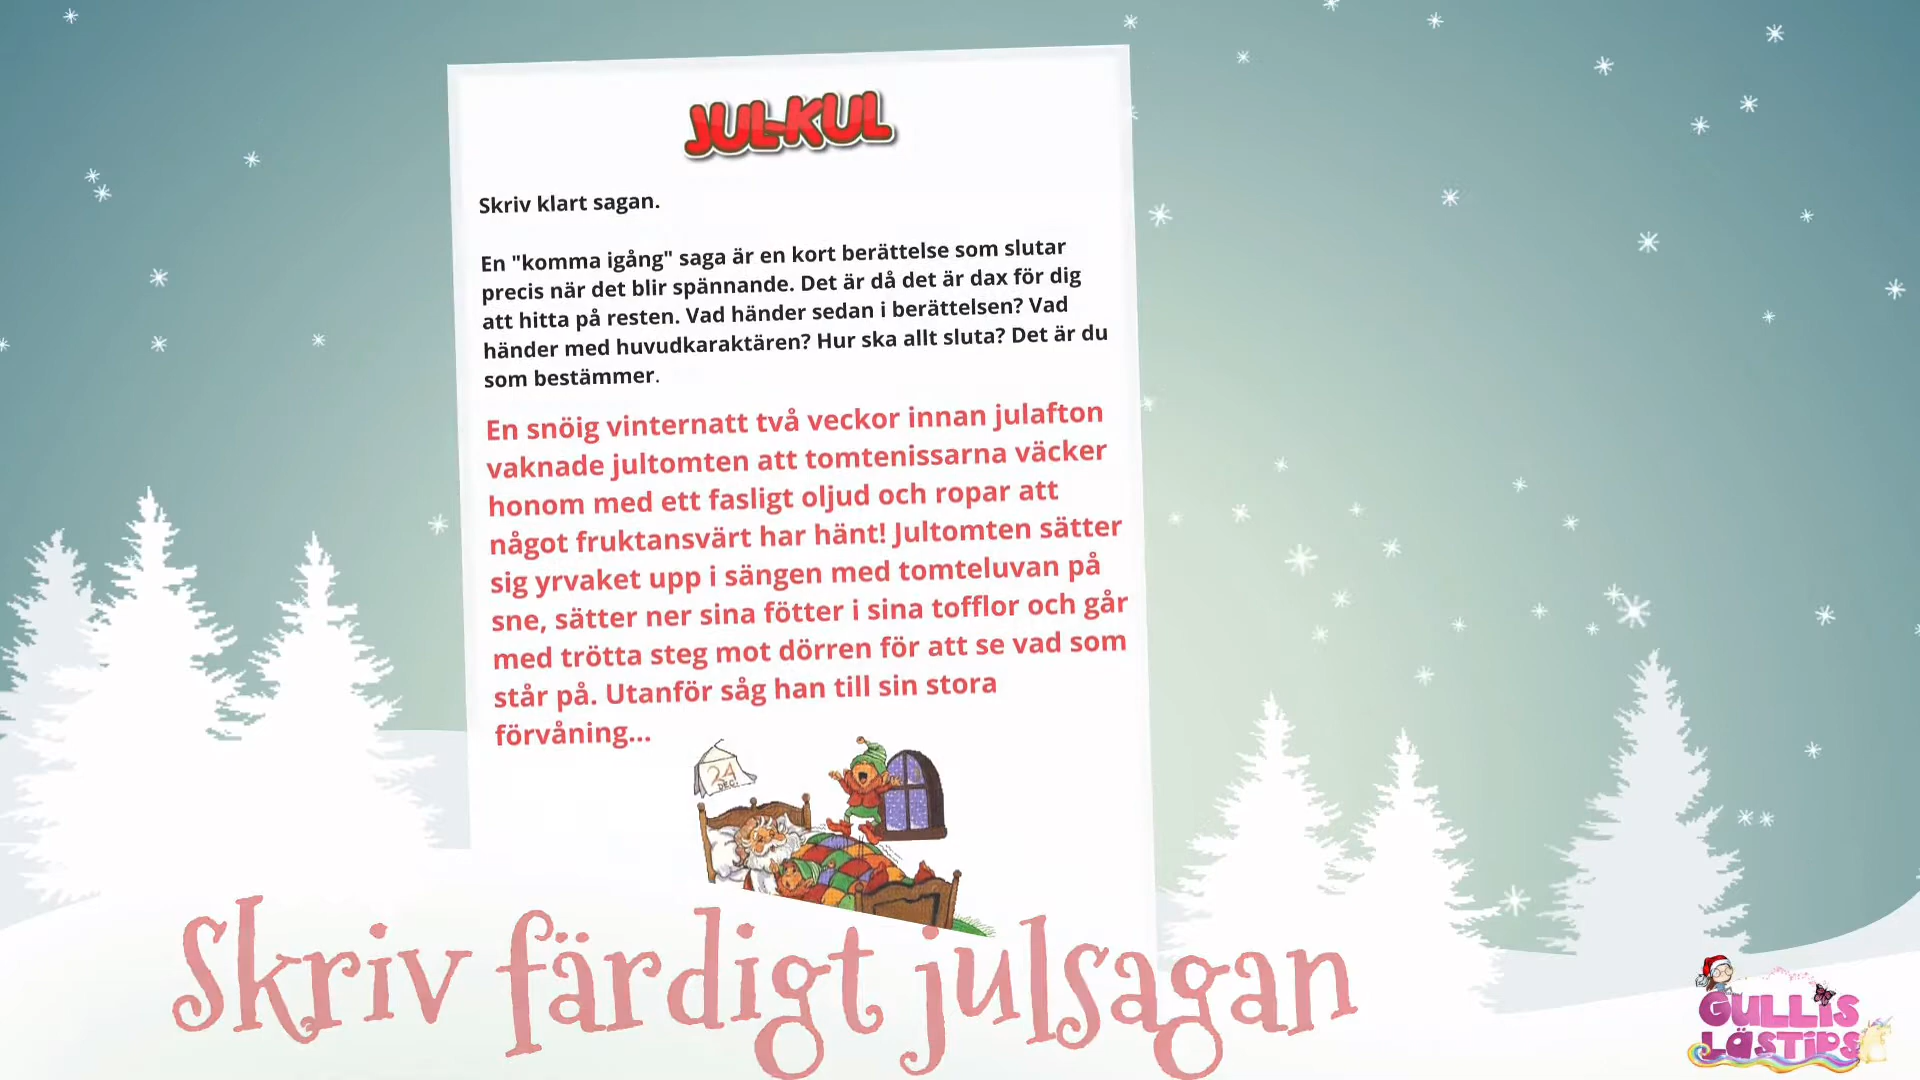 JUL-KUL
Skriv klart sagan.
En "komma igång" saga är en kort berättelse som slutar
precis när det blir spännande. Det är då det är dax för dig
att hitta på resten. Vad händer sedan i berättelsen? Vad
händer med huvudkaraktären? Hur ska allt sluta? Det är du
som bestämmer.
En snöig vinternatt två veckor innan julafton
vaknade jultomten att tomtenissarna väcker
honom med ett fasligt oljud och ropar att
något fruktansvärt har hänt! Jultomten sätter
sig yrvaket upp i sängen med tomteluvan på
sne, sätter ner sina fötter i sina tofflor och går
med trötta steg mot dörren för att se vad som
står på. Utanför såg han till sin stora
förvåning...
24
DEC.
Skriv färdigt julsagan
GULLIS
LÄSTIPS